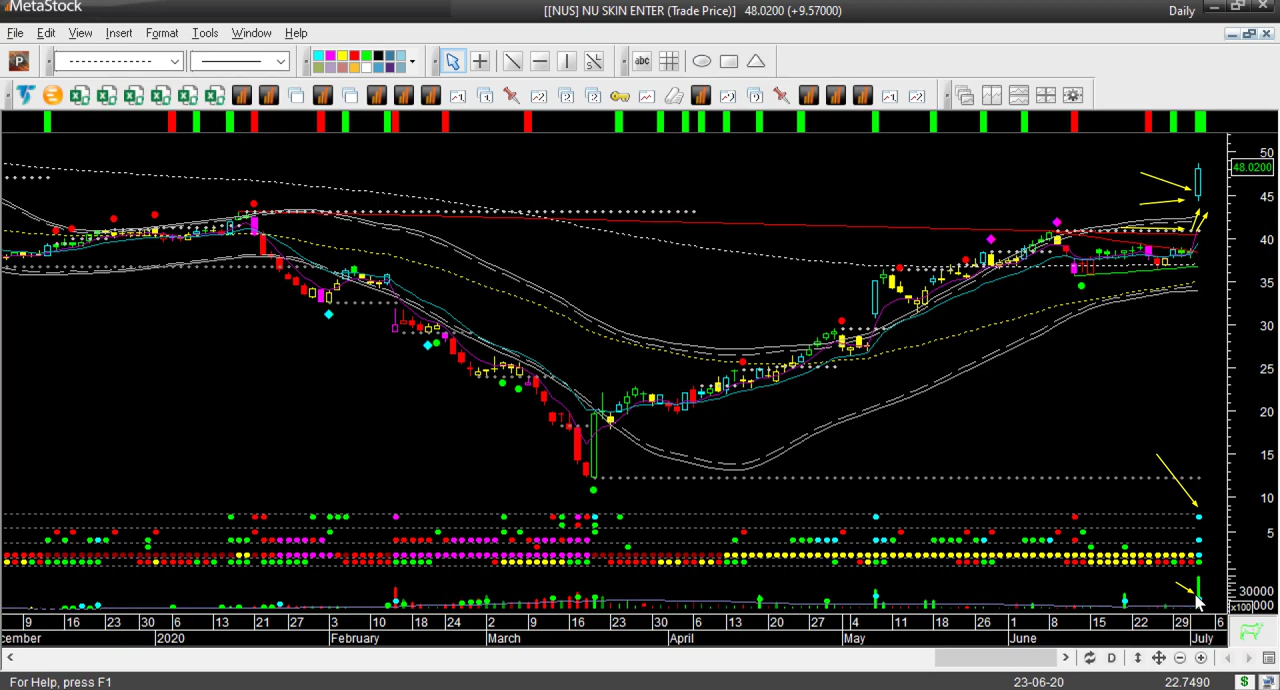 MetaStock
[[NUS] NU SKIN ENTER (Trade Price)] 48.0200 (+9.57000)
Daily
File Edit View Insert Format Tools Window Help
P
abc
50
48.0200
45
40
35
30
25
20
15
10
5
30000
x100
9 16 23 30 6 13 21 27 3 10 18 24 2 9 16 23 30 6 13 20 27 4 11 18 26 1 8 15 22 29 6
cember 2020 February March April May June July
D
For Help, press F1
23-06-20
22.7490
$